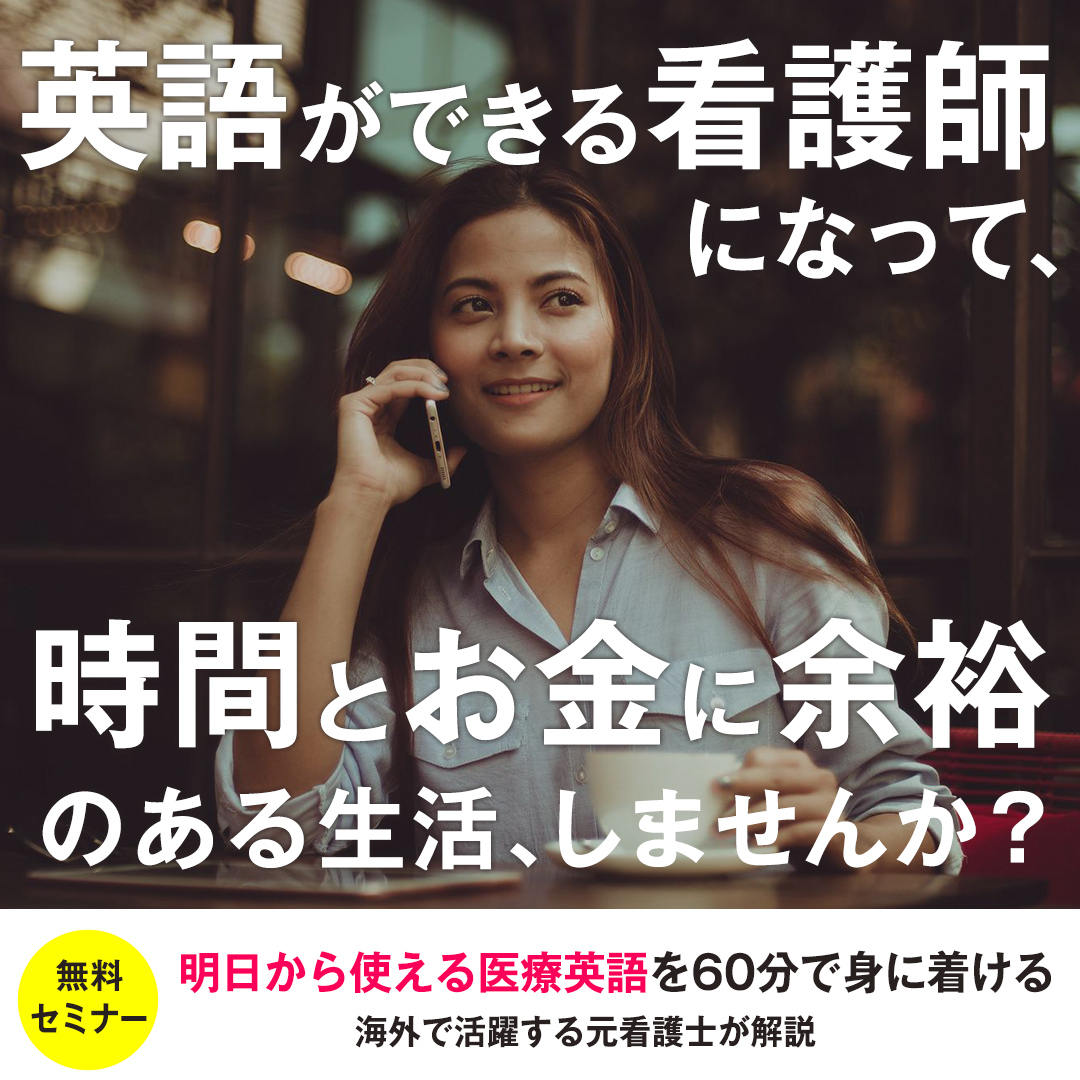 英語ができる看護師
になって、
時間とお金に余裕
のある生活、しませんか？
無料
セミナー
明日から使える医療英語を60分で身に着ける
海外で活躍する元看護士が解説